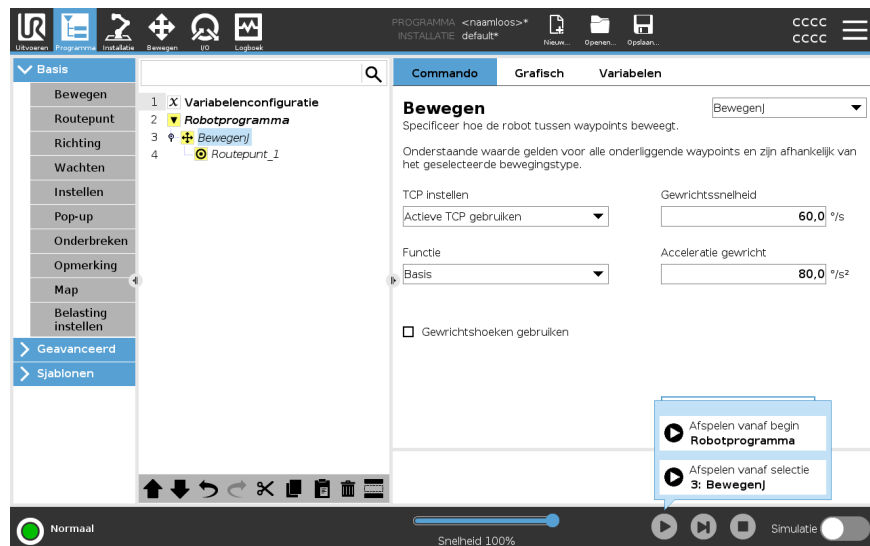 UR
Uitvoeren
Programma
Installatie
Bewegen
I/O
Logboek
PROGRAMMA <naamloos>*
INSTALLATIE default*
Nieuw...
Openen...
Opslaan...
cccc
cccc
Basis
Bewegen
Routepunt
Richting
Wachten
Instellen
Pop-up
Onderbreken
Opmerking
Map
Belasting
instellen
Geavanceerd
Sjablonen
1 X Variabelenconfiguratie
2 Robotprogramma
3 BewegenJ
4 Routepunt_1
Commando Grafisch Variabelen
Bewegen
BewegenJ
Specificeer hoe de robot tussen waypoints beweegt.
Onderstaande waarde gelden voor alle onderliggende waypoints en zijn afhankelijk van
het geselecteerde bewegingstype.
TCP instellen
Gewrichtssnelheid
Actieve TCP gebruiken
60,0 °/s
Functie
Acceleratie gewricht
Basis
80,0 °/s²
Gewrichtshoeken gebruiken
Afspelen vanaf begin
Robotprogramma
Afspelen vanaf selectie
3: BewegenJ
Normaal
Snelheid 100%
Simulatie